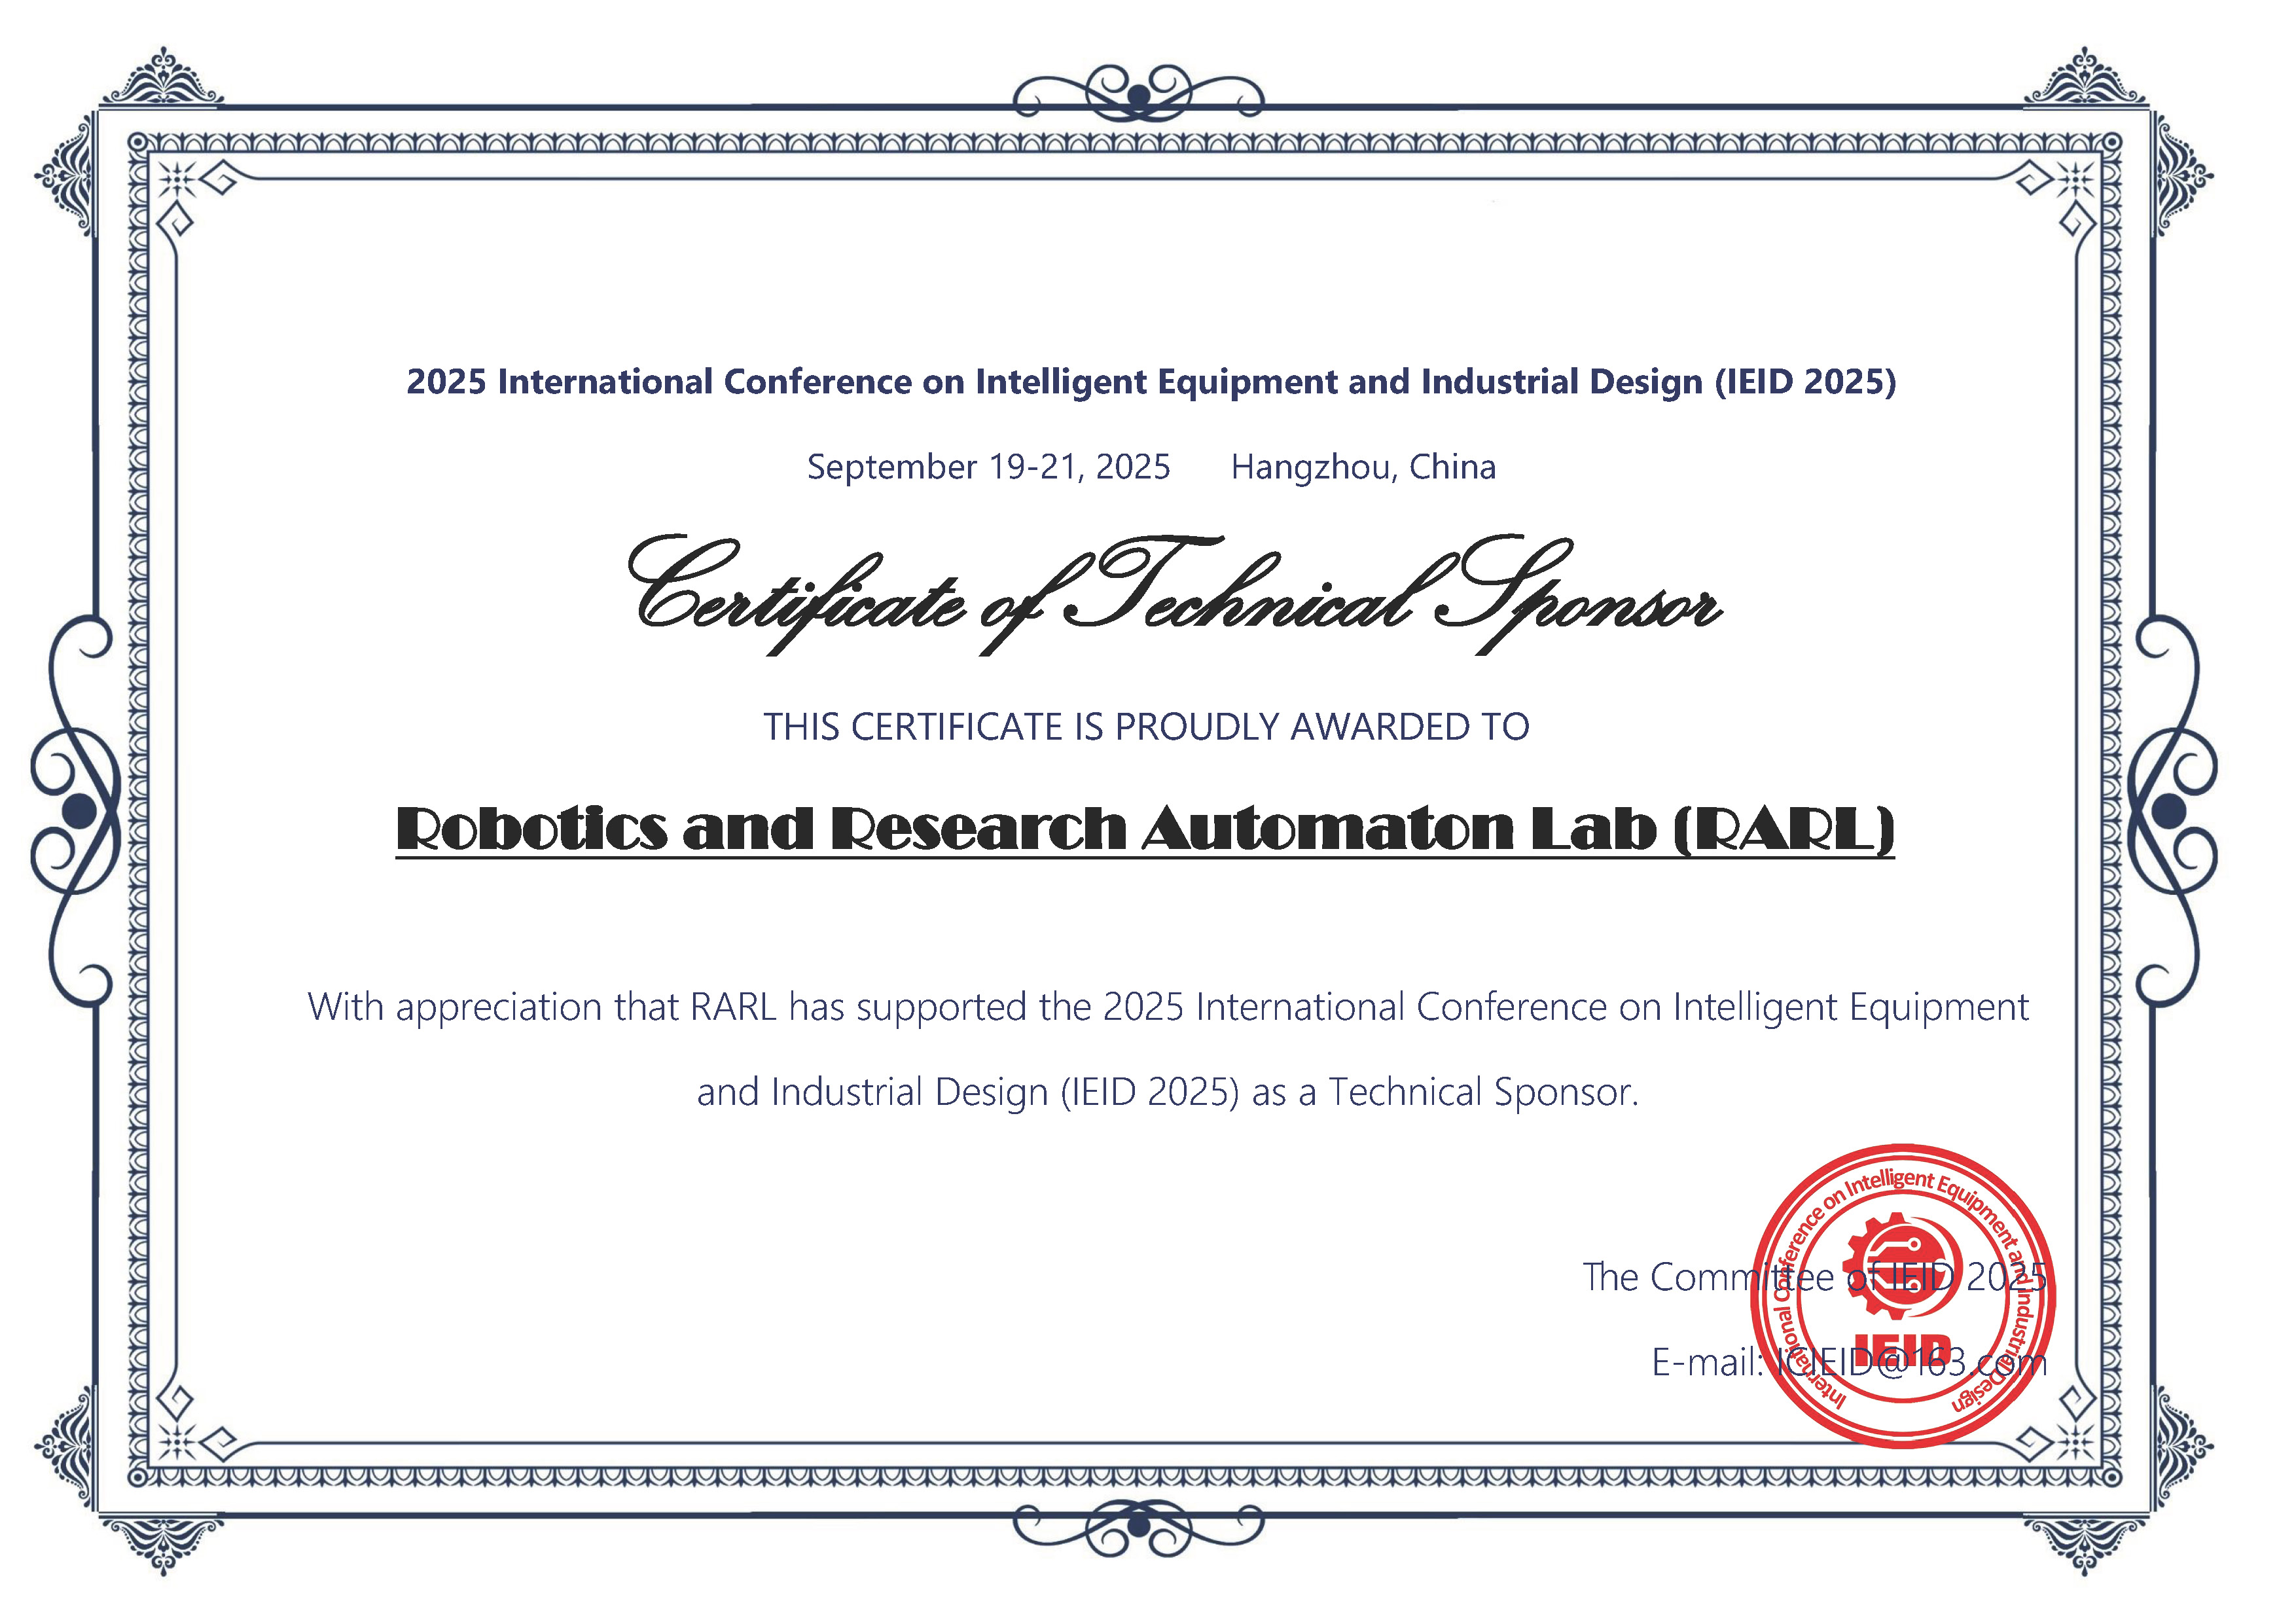 2025 International Conference on Intelligent Equipment and Industrial Design (IEID 2025)
September 19-21, 2025 Hangzhou, China
Certificate of Technical Sponsor
THIS CERTIFICATE IS PROUDLY AWARDED TO
Robotics and Research Automaton Lab (RARL)
With appreciation that RARL has supported the 2025 International Conference on Intelligent Equipment
and Industrial Design (IEID 2025) as a Technical Sponsor.
International Conference on Intelligent Equipment and Industrial Design
The Committee of IEID 2025
IEID
E-mail: ICIEID@163.com